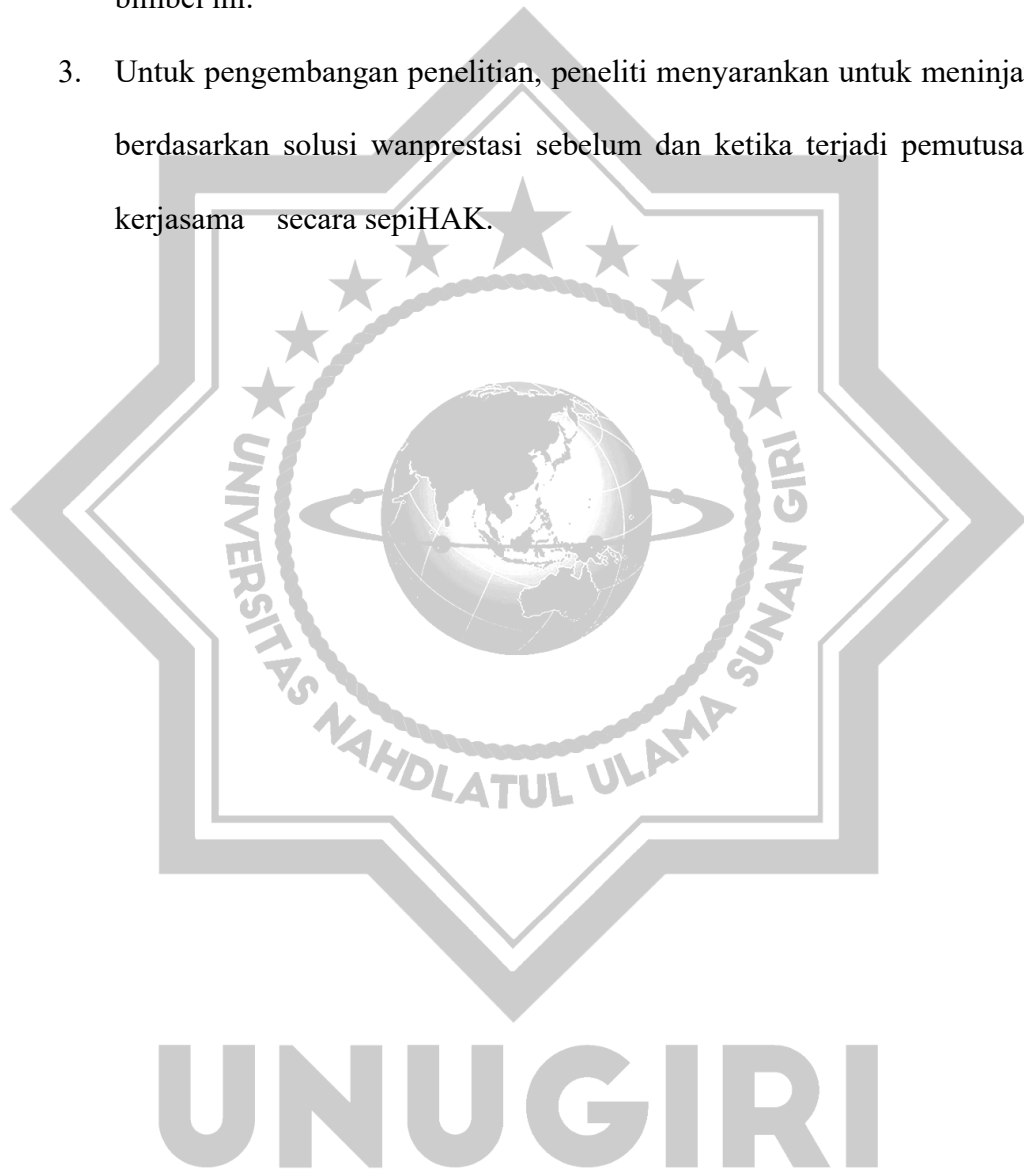 3. Untuk pengembangan penelitian, peneliti menyarankan untuk meninja
berdasarkan solusi wanprestasi sebelum dan ketika terjadi pemutusa
kerjasama secara sepiHAK.
UNIVERSITAS NAHDLATUL ULAMA SUNAN GIRI
UNUGIRI